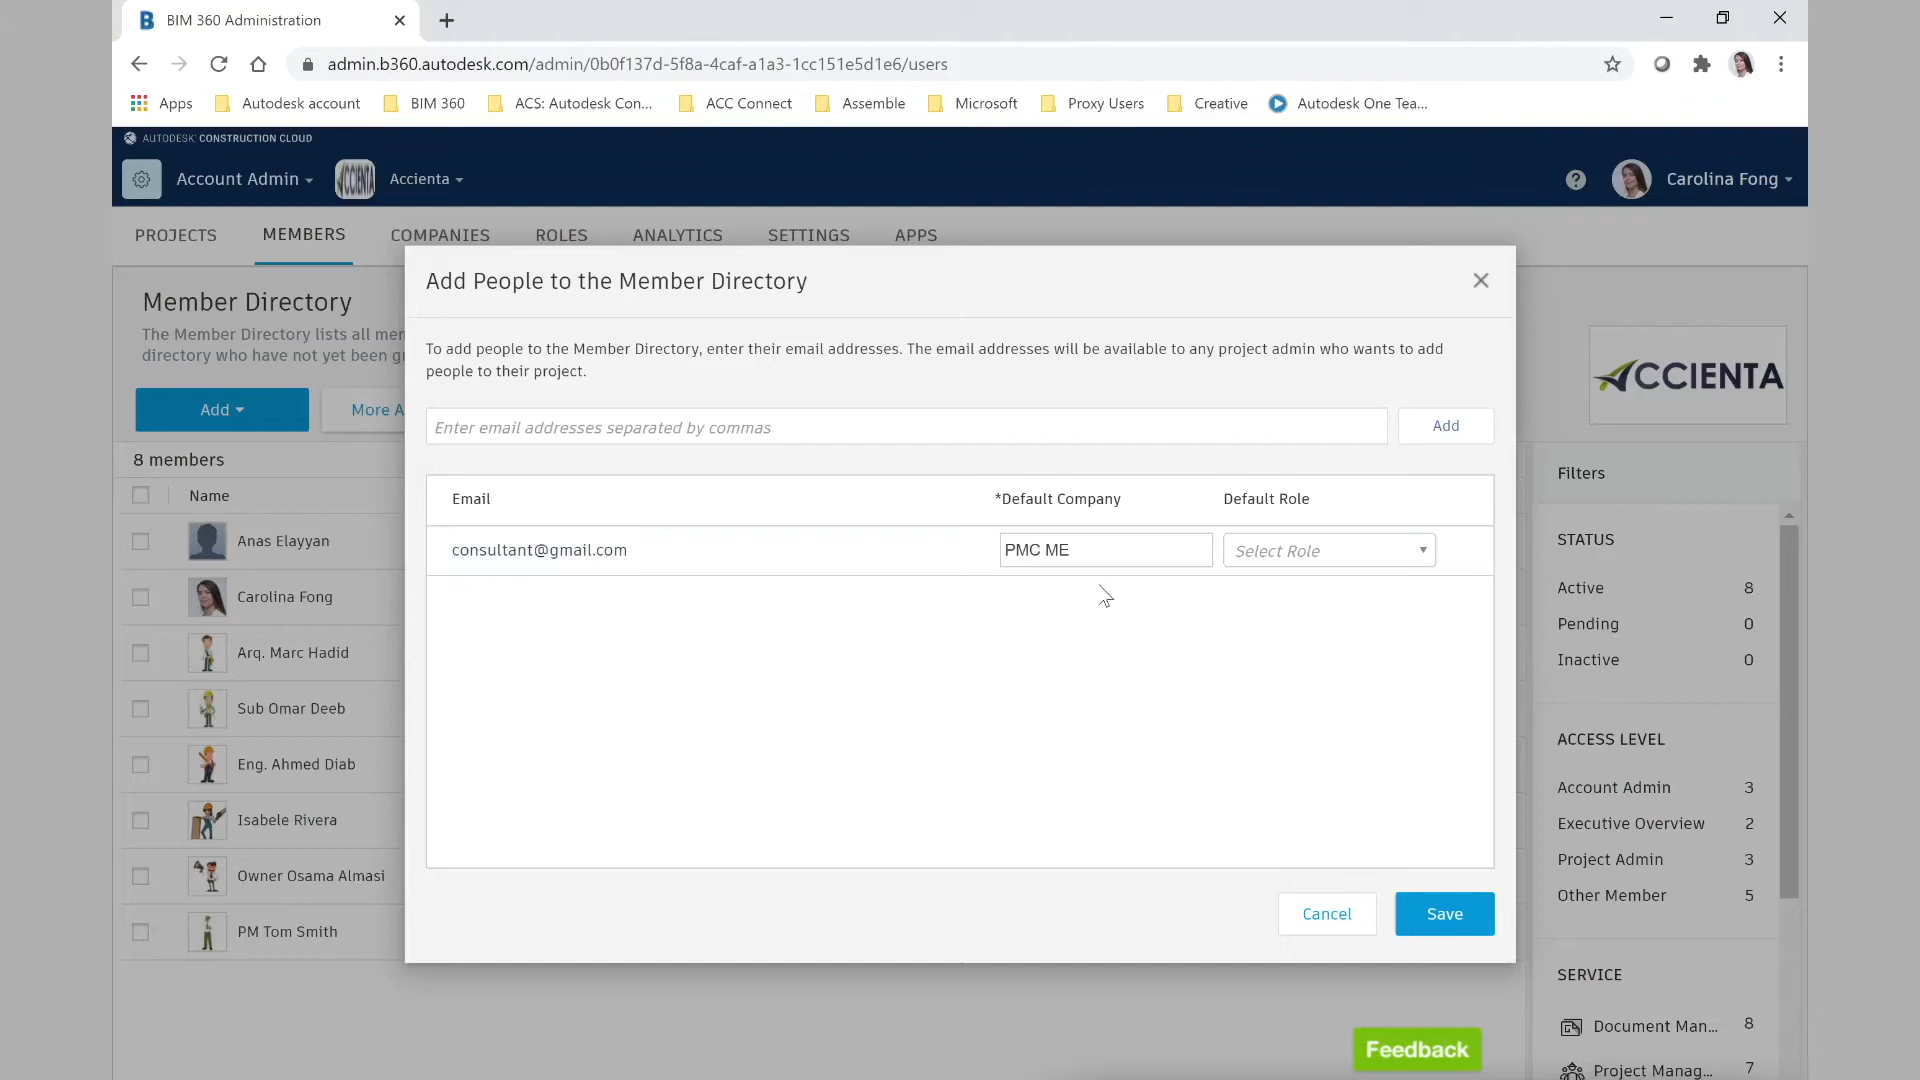 BIM 360 Administration
admin.b360.autodesk.com/admin/0b0f137d-5f8a-4caf-a1a3-1cc151e5d1e6/users
Apps Autodesk account BIM 360 ACS: Autodesk Con... ACC Connect Assemble Microsoft Proxy Users Creative Autodesk One Tea...
AUTODESK CONSTRUCTION CLOUD
Account Admin ACCIENTA Accienta Carolina Fong
PROJECTS MEMBERS COMPANIES ROLES ANALYTICS SETTINGS APPS
Member Directory
The Member Directory lists all
directory who have not yet been
Add
More
8 members
Name
Anas Elayyan
Carolina Fong
Arq. Marc Hadid
Sub Omar Deeb
Eng. Ahmed Diab
Isabele Rivera
Owner Osama Almasi
PM Tom Smith
Add People to the Member Directory
To add people to the Member Directory, enter their email addresses. The email addresses will be available to any project admin who wants to add
people to their project.
Enter email addresses separated by commas
Add
Email *Default Company Default Role
consultant@gmail.com PMC ME Select Role
Cancel Save
ACCIENTA
Filters
STATUS
Active 8
Pending 0
Inactive 0
ACCESS LEVEL
Account Admin 3
Executive Overview 2
Project Admin 3
Other Member 5
SERVICE
Document Man... 8
Project Manag... 7
Feedback